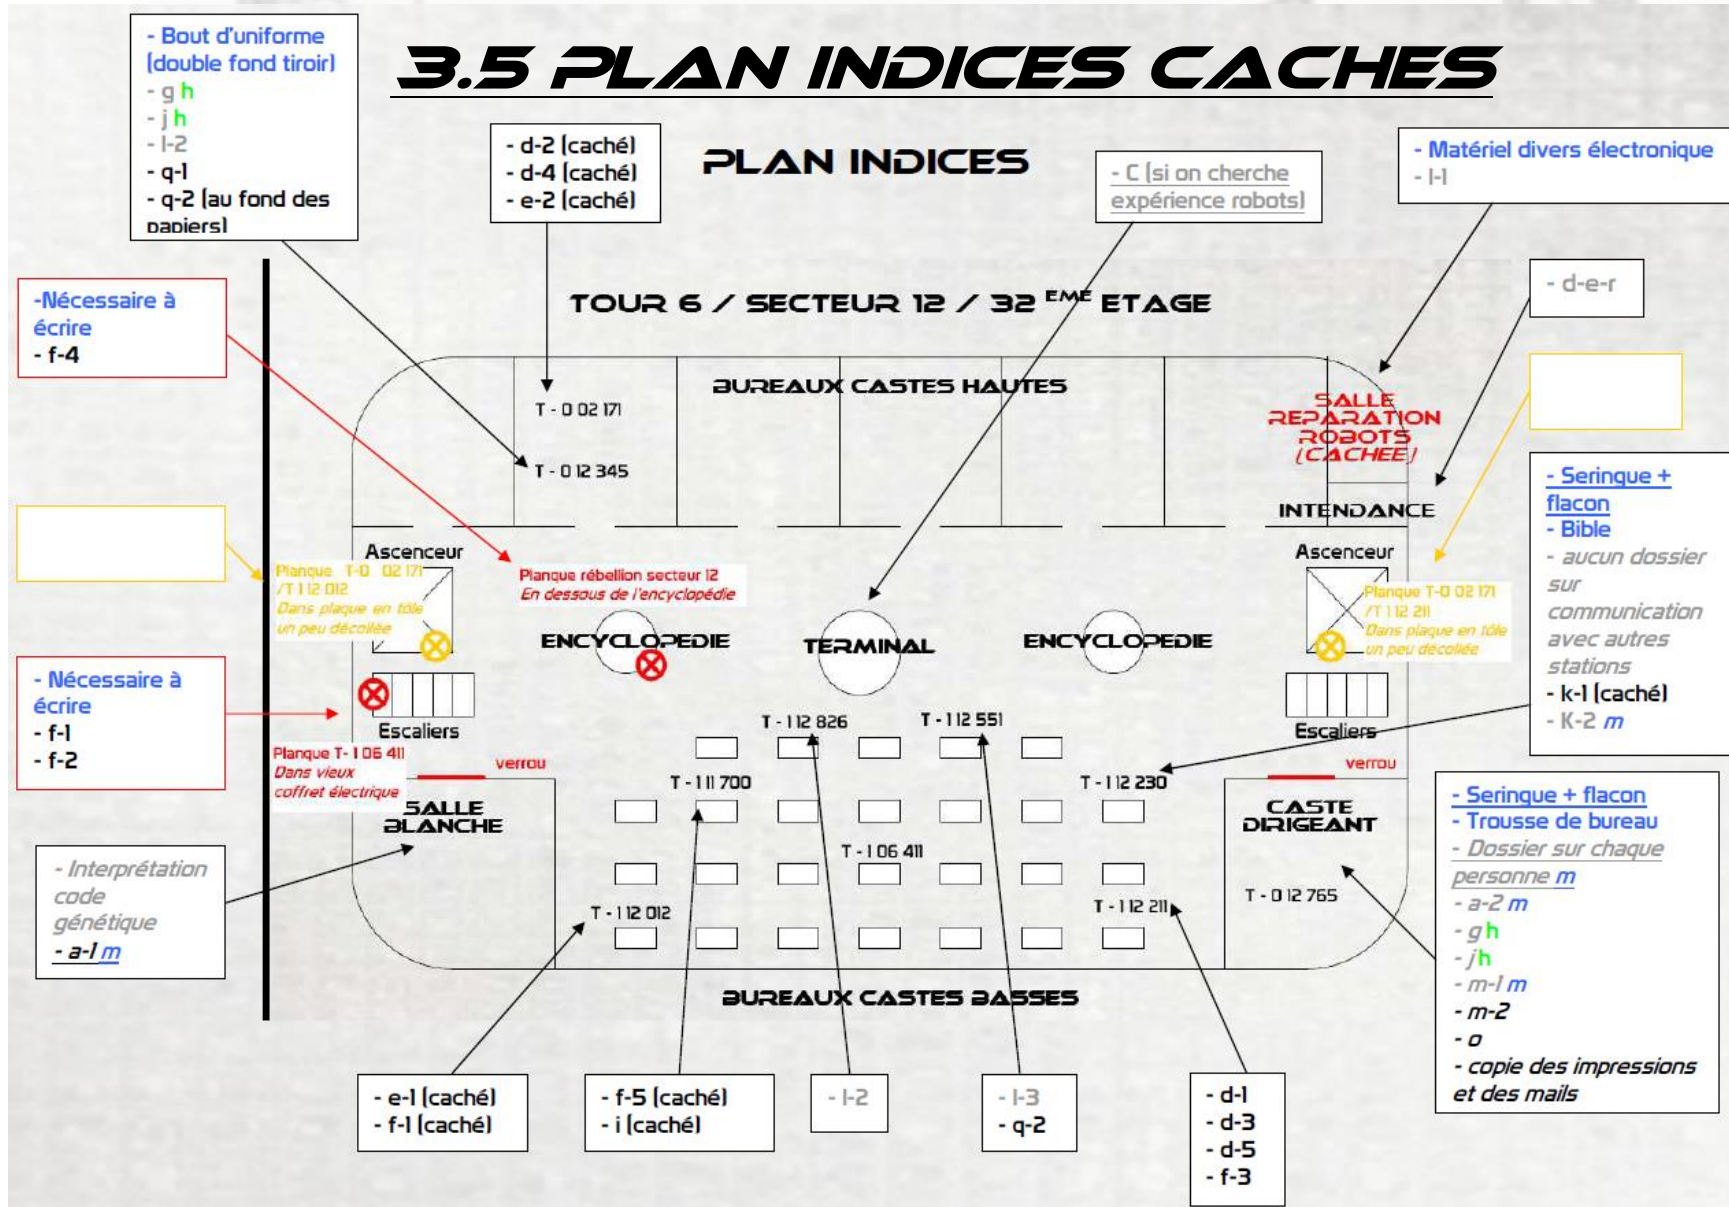 3.5 PLAN INDICES CACHES
PLAN INDICES
- Bout d'uniforme
(double fond tiroir)
- g h
- j h
- l-2
- q-1
- q-2 (au fond des
papiers)
- d-2 (caché)
- d-4 (caché)
- e-2 (caché)
- C (si on cherche
expérience robots)
- Matériel divers électronique
- l-1
- d-e-r
-Nécessaire à
écrire
- f-4
TOUR 6 / SECTEUR 12 / 32 EME ETAGE
BUREAUX CASTES HAUTES
T - 0 02 171
T - 0 12 345
SALLE
REPARATION
ROBOTS
(CACHEE)
INTENDANCE
Ascenceur
Planque T-0 02 171
/T 1 12 012
Dans plaque en tôle
un peu décollée
Planque rébellion secteur 12
En dessous de l'encyclopédie
ENCYCLOPEDIE
TERMINAL
ENCYCLOPEDIE
Ascenceur
Planque T-0 02 171
/T 1 12 211
Dans plaque en tôle
un peu décollée
- Seringue +
flacon
- Bible
- aucun dossier
sur
communication
avec autres
stations
- k-1 (caché)
- K-2 m
- Nécessaire à
écrire
- f-1
- f-2
Escaliers
Planque T- 1 06 411
Dans vieux
coffret électrique
verrou
SALLE
BLANCHE
T - 1 12 826
T - 1 12 551
T - 1 11 700
T - 1 12 230
T - 1 06 411
T - 1 12 012
T - 1 12 211
Escaliers
verrou
CASTE
DIRIGEANT
T - 0 12 765
- Interprétation
code
génétique
- a-1 m
- Seringue + flacon
- Trousse de bureau
- Dossier sur chaque
personne m
- a-2 m
- g h
- j h
- m-1 m
- m-2
- o
- copie des impressions
et des mails
BUREAUX CASTES BASSES
- e-1 (caché)
- f-1 (caché)
- f-5 (caché)
- i (caché)
- l-2
- l-3
- q-2
- d-1
- d-3
- d-5
- f-3